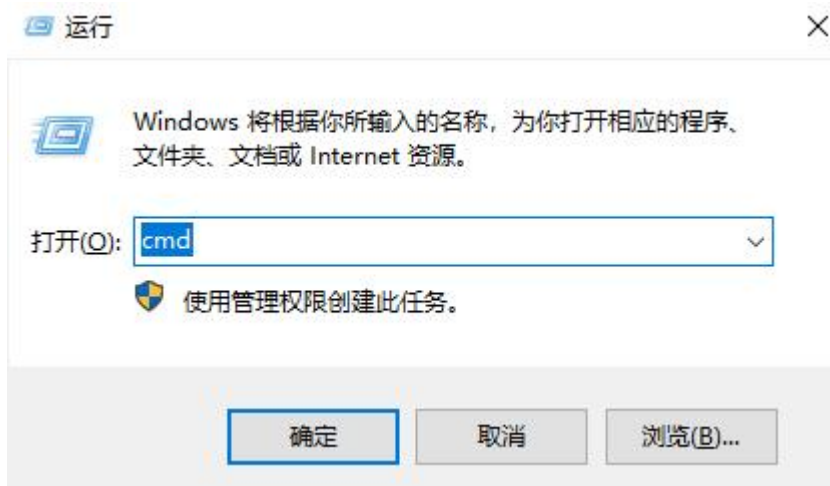 运行
Windows 将根据你所输入的名称，为你打开相应的程序、
文件夹、文档或 Internet 资源。
打开(O): cmd
使用管理权限创建此任务。
确定 取消 浏览(B)...